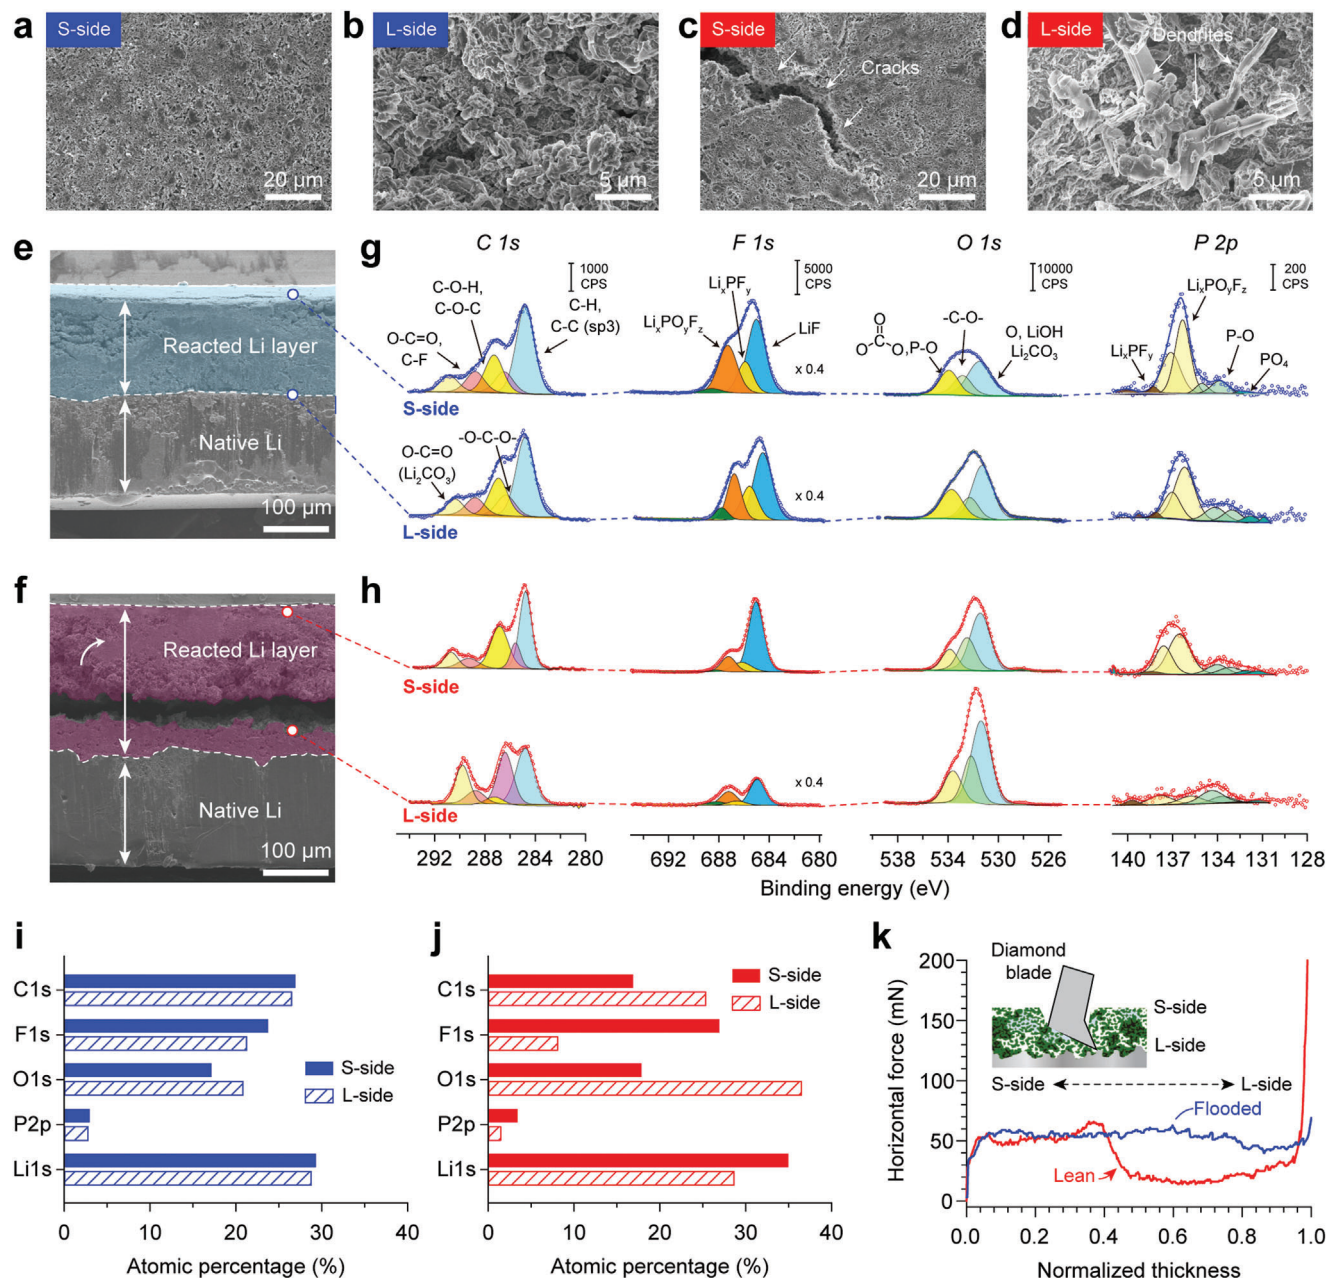 a
S-side
20 μm
b
L-side
5 μm
c
S-side
Cracks
20 μm
d
L-side
Dendrites
5 μm
e
Reacted Li layer
Native Li
100 μm
f
Reacted Li layer
Native Li
100 μm
g
C 1s
F 1s
O 1s
P 2p
1000
CPS
5000
CPS
10000
CPS
200
CPS
C-O-H,
C-O-C
O-C=O,
C-F
C-H,
C-C (sp3)
LiₓPF_y
LiₓPO_yF_z
LiF
x 0.4
O
O O , P-O
-C-O-
O, LiOH
Li₂CO₃
LiₓPO_yF_z
LiₓPF_y
P-O
PO₄
S-side
O-C=O
(Li₂CO₃)
-O-C-O-
x 0.4
L-side
h
S-side
x 0.4
L-side
292 288 284 280
692 688 684 680
538 534 530 526
140 137 134 131 128
Binding energy (eV)
i
C1s
F1s
O1s
P2p
Li1s
S-side
L-side
0 10 20 30 40
Atomic percentage (%)
j
C1s
F1s
O1s
P2p
Li1s
S-side
L-side
0 10 20 30 40
Atomic percentage (%)
k
Horizontal force (mN)
200
150
100
50
0
Diamond
blade
S-side
L-side
S-side L-side
Flooded
Lean
0.0 0.2 0.4 0.6 0.8 1.0
Normalized thickness